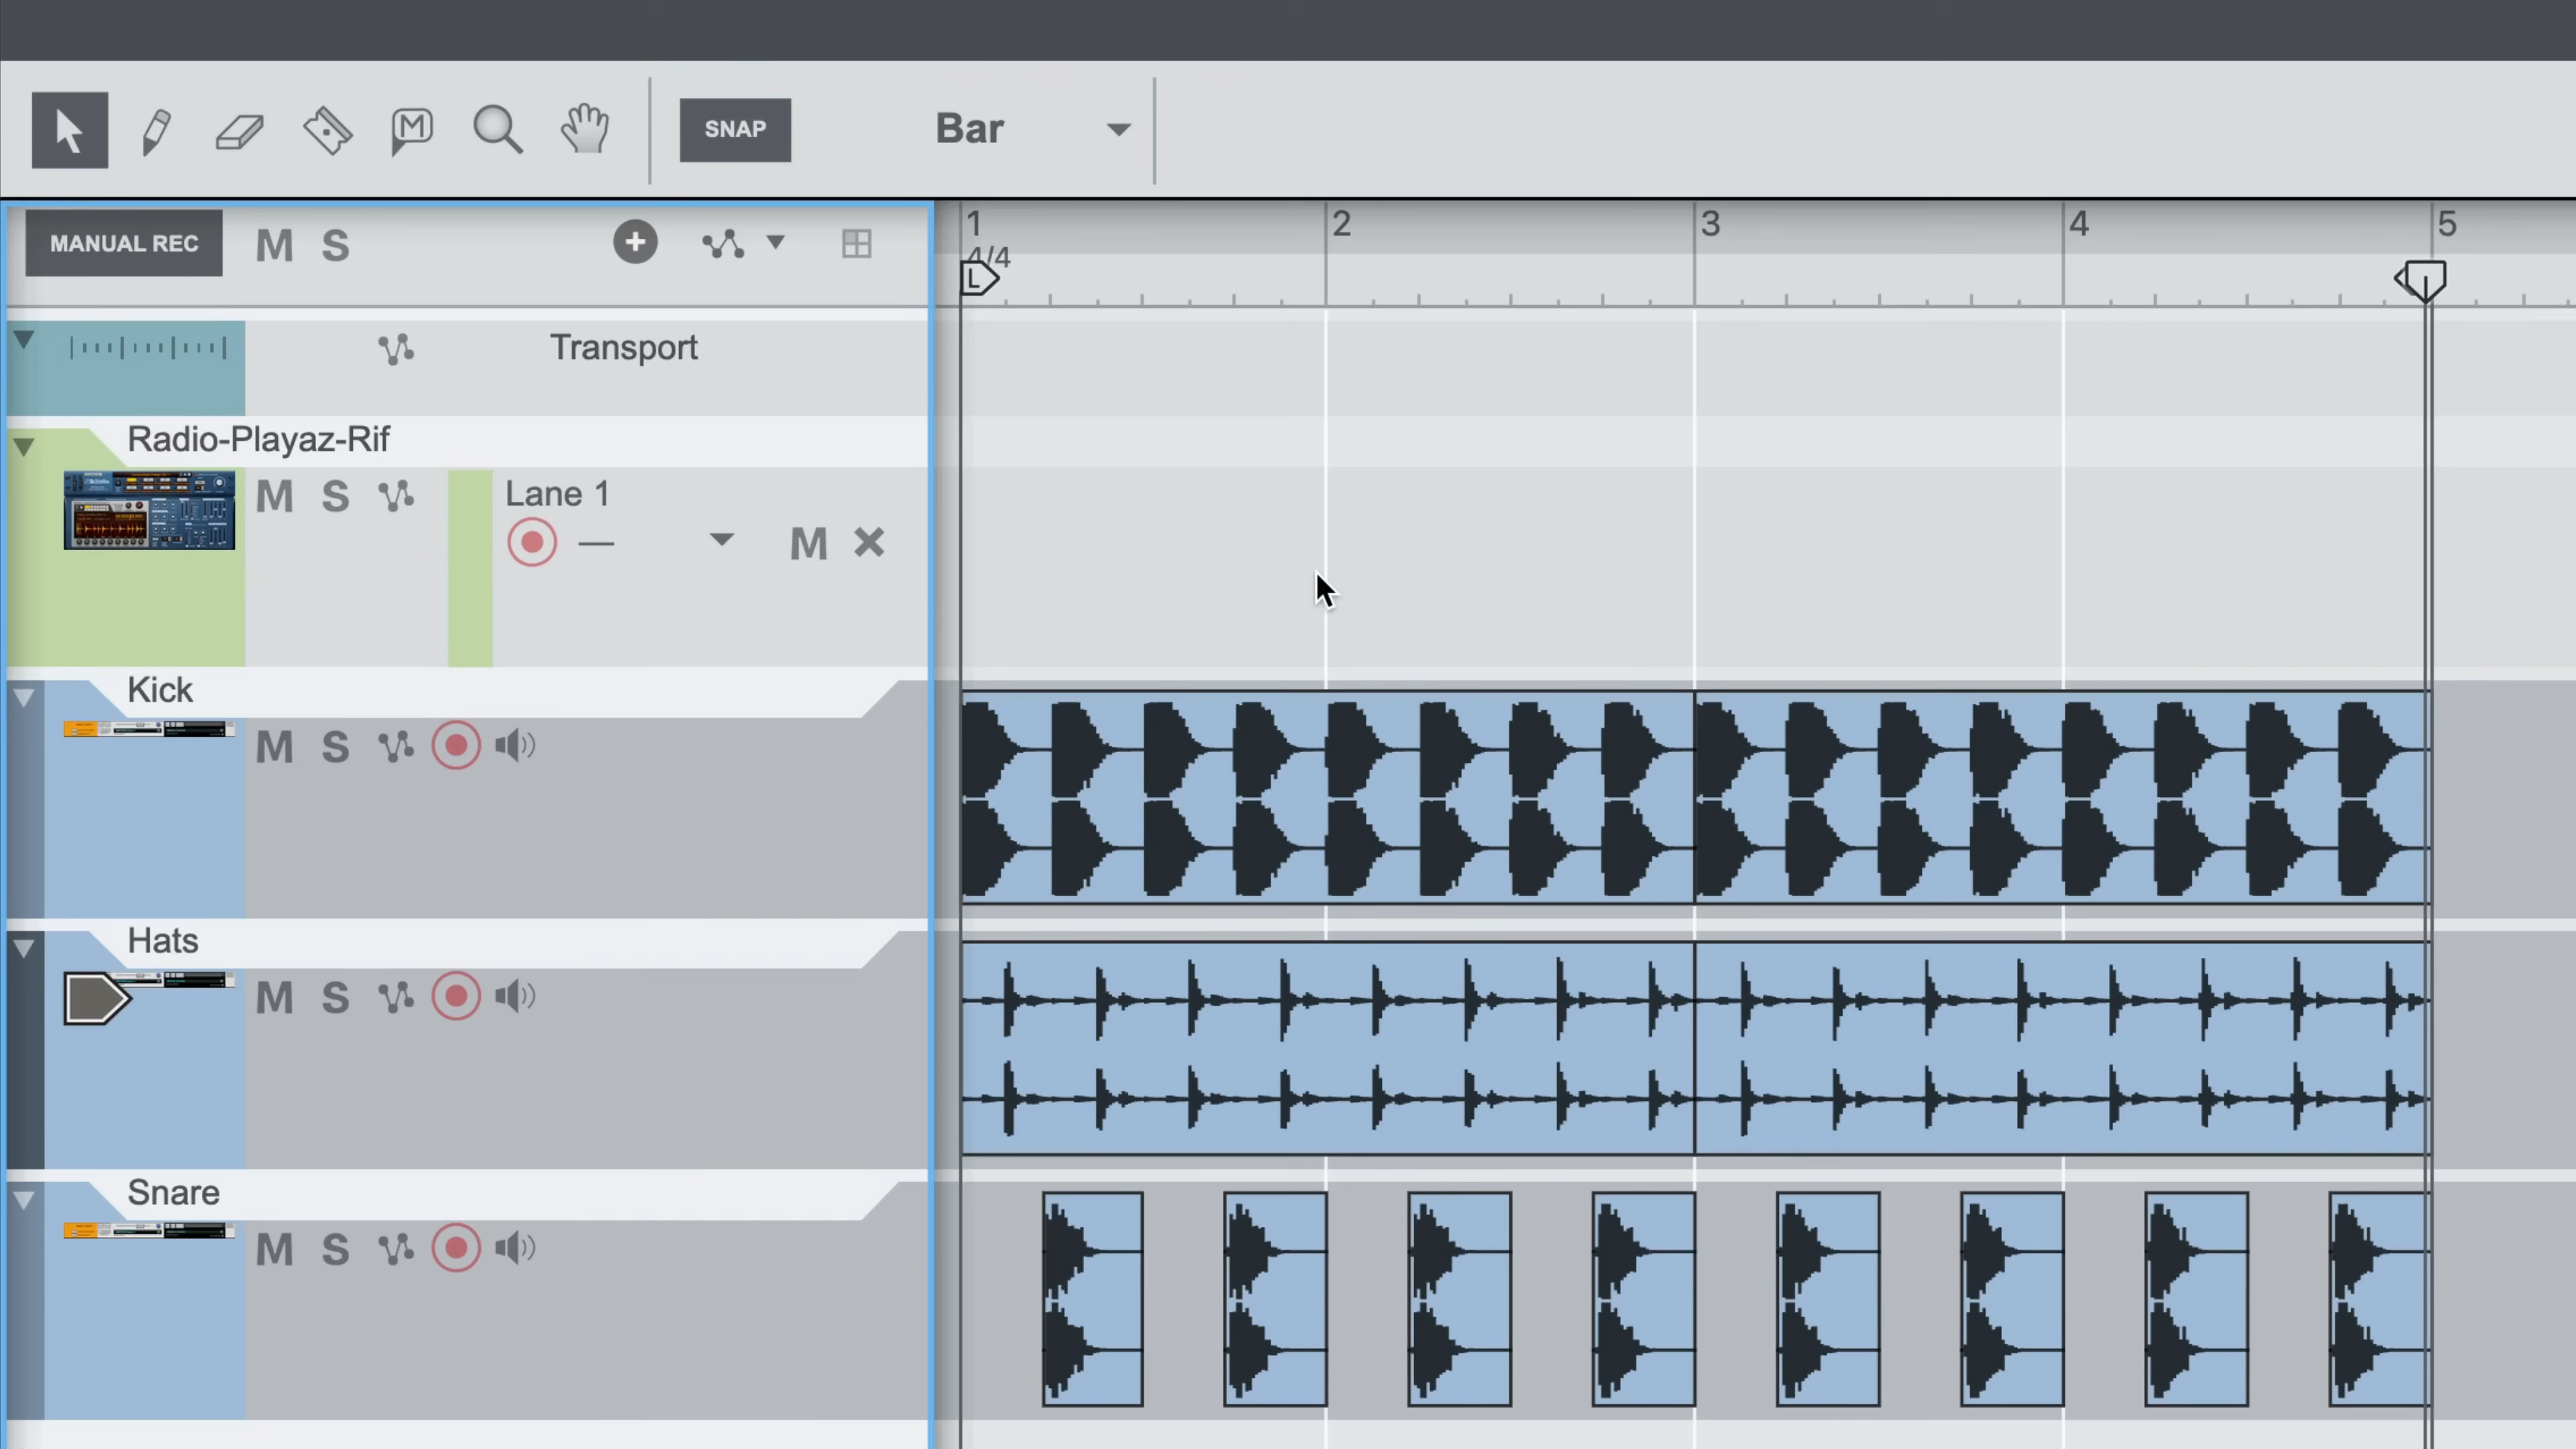 M
SNAP Bar
MANUAL REC M S
1 2 3 4 5
4/4
L
Transport
Radio-Playaz-Rif
M S Lane 1
— M
Kick
M S
Hats
M S
Snare
M S